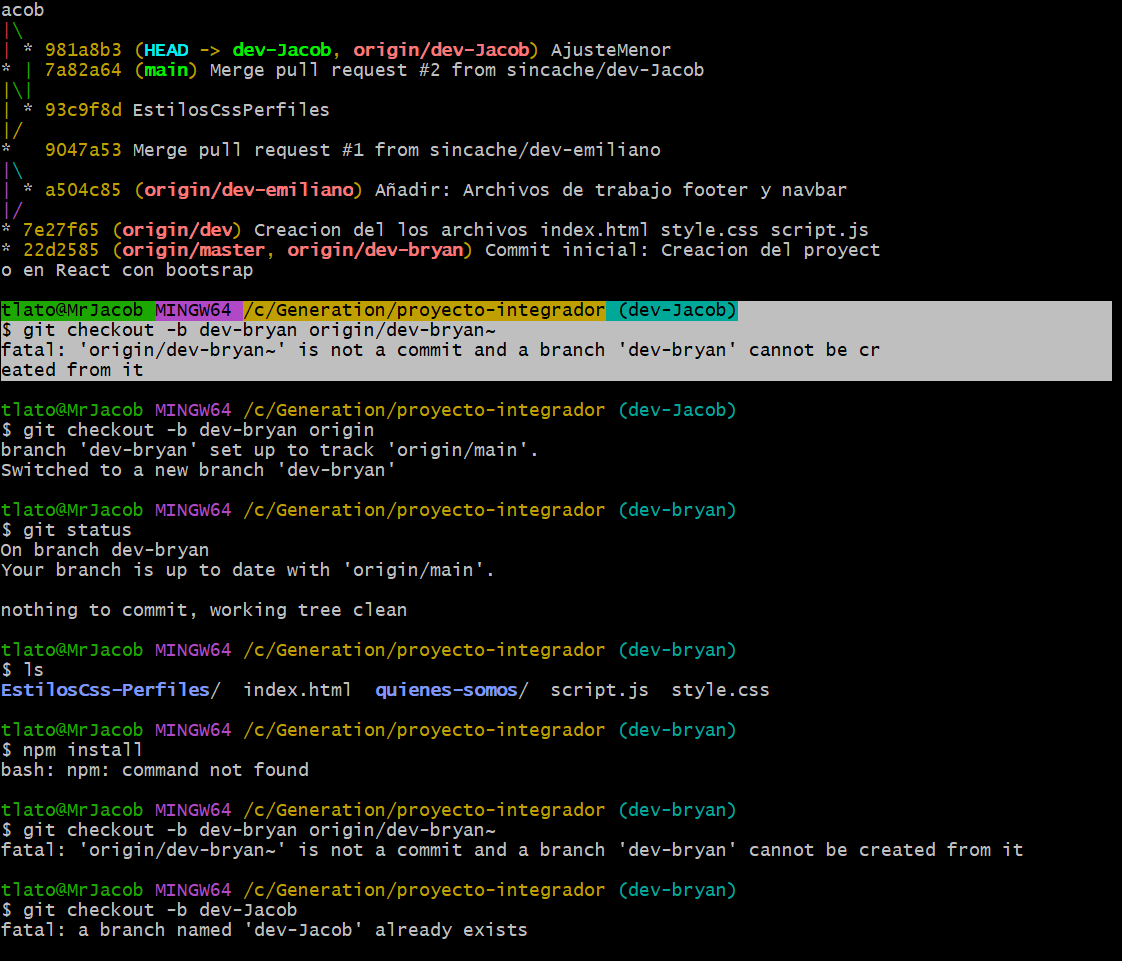 acob
|\
| * 981a8b3 (HEAD -> dev-Jacob, origin/dev-Jacob) AjusteMenor
* | 7a82a64 (main) Merge pull request #2 from sincache/dev-Jacob
|\|
| * 93c9f8d EstilosCssPerfiles
|/
*   9047a53 Merge pull request #1 from sincache/dev-emiliano
|\
| * a504c85 (origin/dev-emiliano) Añadir: Archivos de trabajo footer y navbar
|/
* 7e27f65 (origin/dev) Creacion del los archivos index.html style.css script.js
* 22d2585 (origin/master, origin/dev-bryan) Commit inicial: Creacion del proyect
o en React con bootsrap
tlato@MrJacob MINGW64 /c/Generation/proyecto-integrador (dev-Jacob)
$ git checkout -b dev-bryan origin/dev-bryan~
fatal: 'origin/dev-bryan~' is not a commit and a branch 'dev-bryan' cannot be cr
eated from it
tlato@MrJacob MINGW64 /c/Generation/proyecto-integrador (dev-Jacob)
$ git checkout -b dev-bryan origin
branch 'dev-bryan' set up to track 'origin/main'.
Switched to a new branch 'dev-bryan'
tlato@MrJacob MINGW64 /c/Generation/proyecto-integrador (dev-bryan)
$ git status
On branch dev-bryan
Your branch is up to date with 'origin/main'.
nothing to commit, working tree clean
tlato@MrJacob MINGW64 /c/Generation/proyecto-integrador (dev-bryan)
$ ls
EstilosCss-Perfiles/  index.html  quienes-somos/  script.js  style.css
tlato@MrJacob MINGW64 /c/Generation/proyecto-integrador (dev-bryan)
$ npm install
bash: npm: command not found
tlato@MrJacob MINGW64 /c/Generation/proyecto-integrador (dev-bryan)
$ git checkout -b dev-bryan origin/dev-bryan~
fatal: 'origin/dev-bryan~' is not a commit and a branch 'dev-bryan' cannot be created from it
tlato@MrJacob MINGW64 /c/Generation/proyecto-integrador (dev-bryan)
$ git checkout -b dev-Jacob
fatal: a branch named 'dev-Jacob' already exists